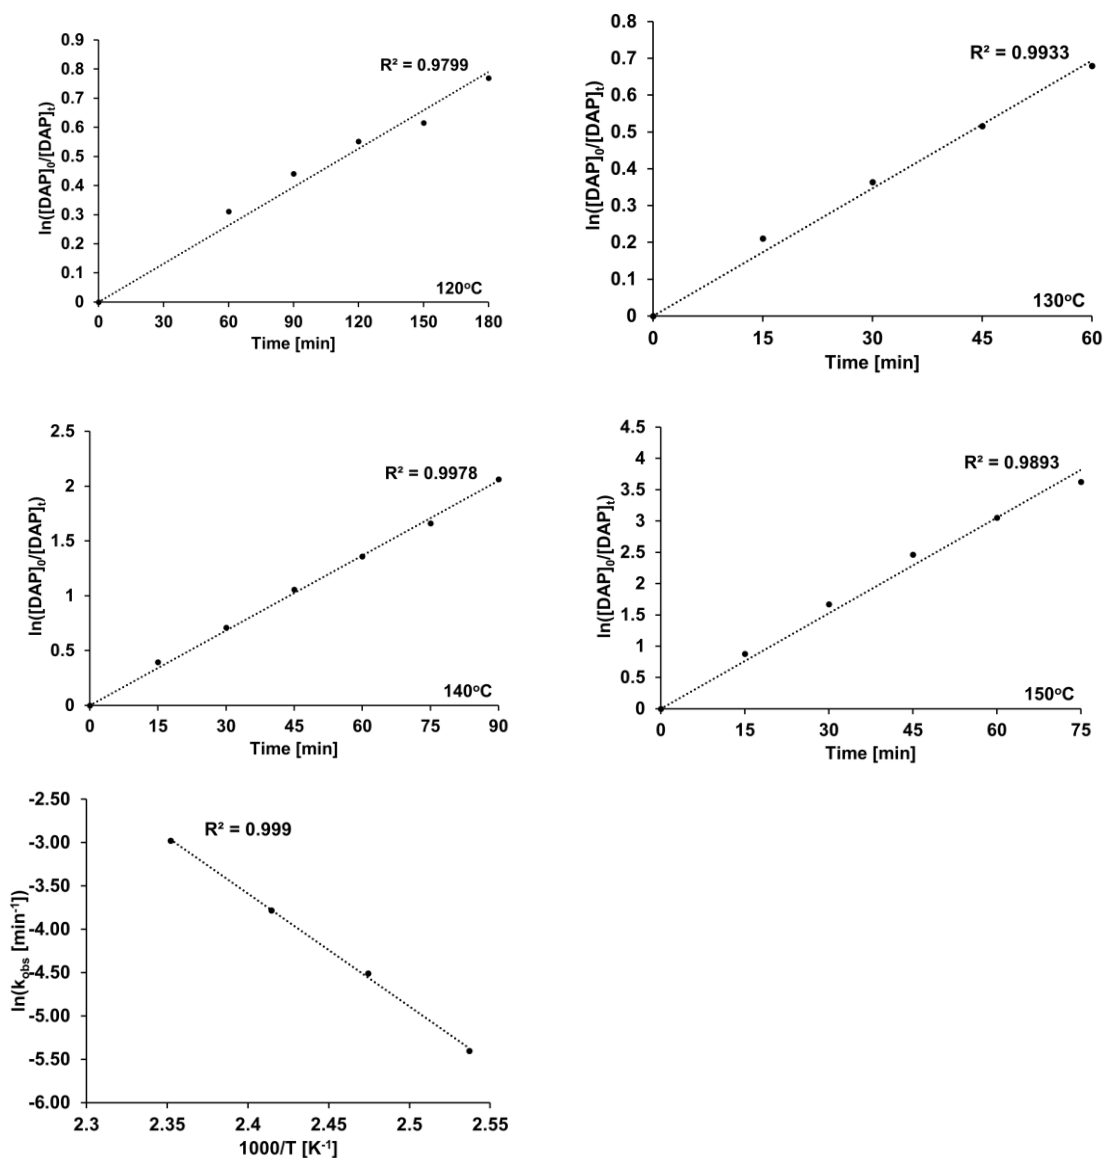 0.9
0.8
0.7
0.6
0.5
0.4
0.3
0.2
0.1
0
ln([DAP]₀/[DAP]ₜ)
R² = 0.9799
120°C
0 30 60 90 120 150 180
Time [min]
0.8
0.7
0.6
0.5
0.4
0.3
0.2
0.1
0
ln([DAP]₀/[DAP]ₜ)
R² = 0.9933
130°C
0 15 30 45 60
Time [min]
2.5
2
1.5
1
0.5
0
ln([DAP]₀/[DAP]ₜ)
R² = 0.9978
140°C
0 15 30 45 60 75 90
Time [min]
4.5
4
3.5
3
2.5
2
1.5
1
0.5
0
ln([DAP]₀/[DAP]ₜ)
R² = 0.9893
150°C
0 15 30 45 60 75
Time [min]
-2.50
-3.00
-3.50
-4.00
-4.50
-5.00
-5.50
-6.00
ln(k_obs [min⁻¹])
R² = 0.999
2.3 2.35 2.4 2.45 2.5 2.55
1000/T [K⁻¹]